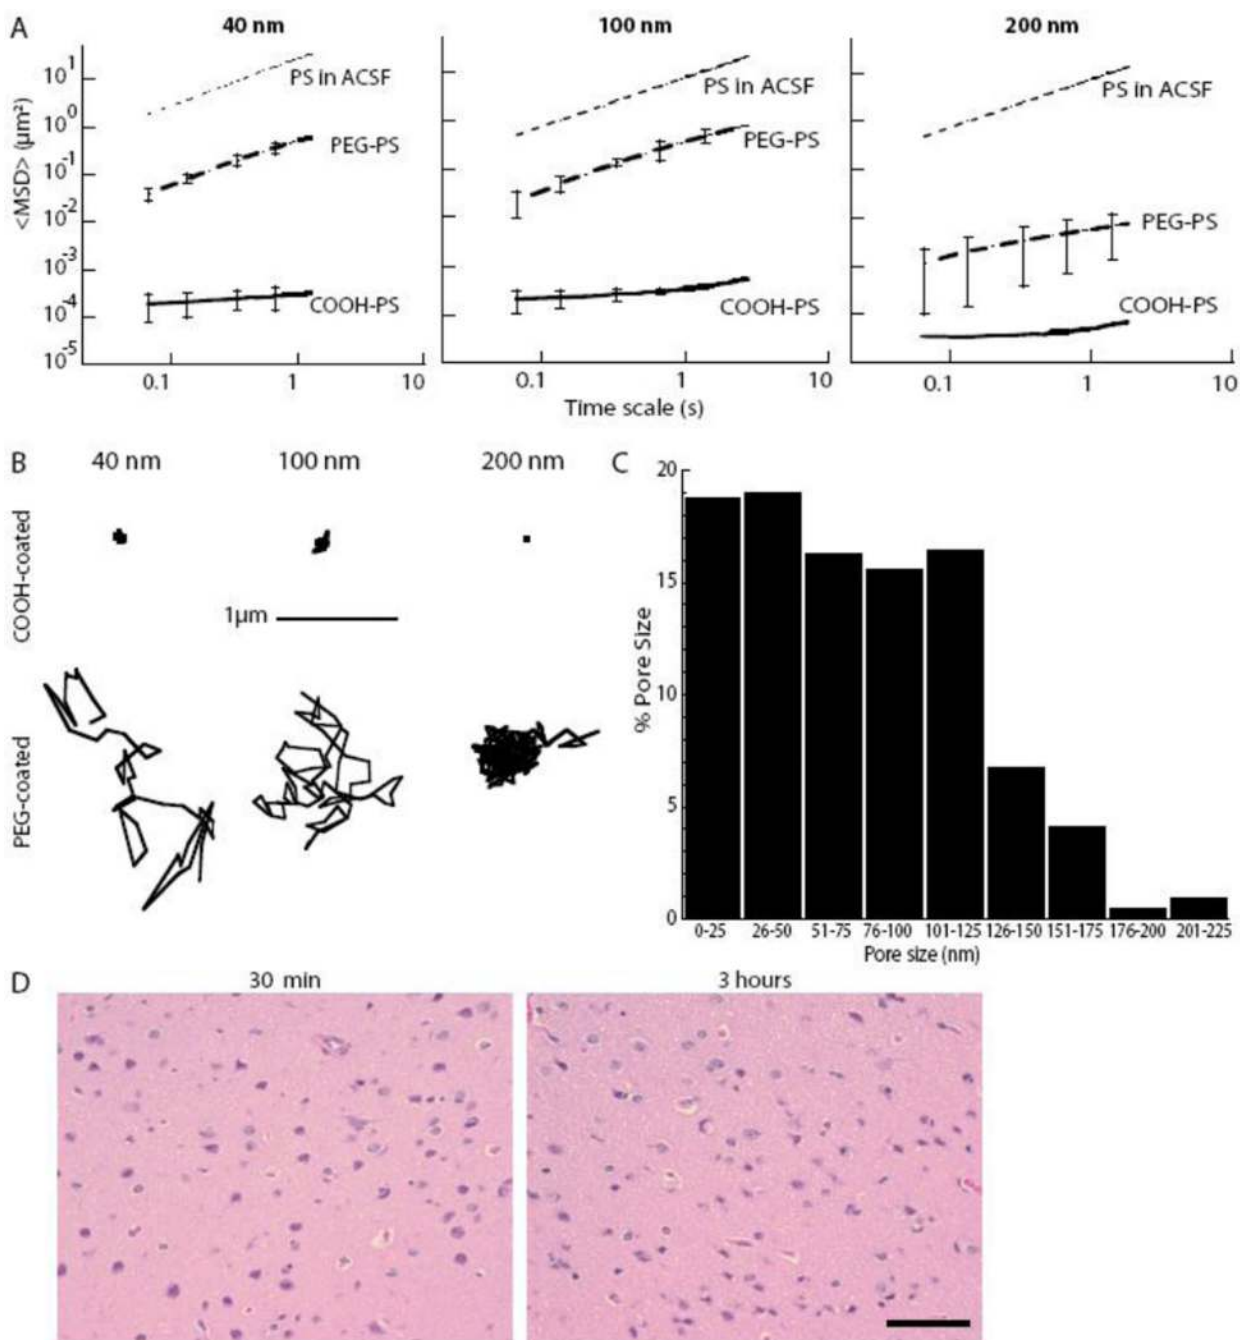 A
40 nm
100 nm
200 nm
<MSD> (µm²)
10¹
10⁰
10⁻¹
10⁻²
10⁻³
10⁻⁴
10⁻⁵
PS in ACSF
PEG-PS
COOH-PS
PS in ACSF
PEG-PS
COOH-PS
PS in ACSF
PEG-PS
COOH-PS
0.1 1 10
0.1 1 10
0.1 1 10
Time scale (s)
B
40 nm 100 nm 200 nm
COOH-coated
1µm
PEG-coated
C
% Pore Size
20
15
10
5
0
0-25 26-50 51-75 76-100 101-125 126-150 151-175 176-200 201-225
Pore size (nm)
D
30 min
3 hours